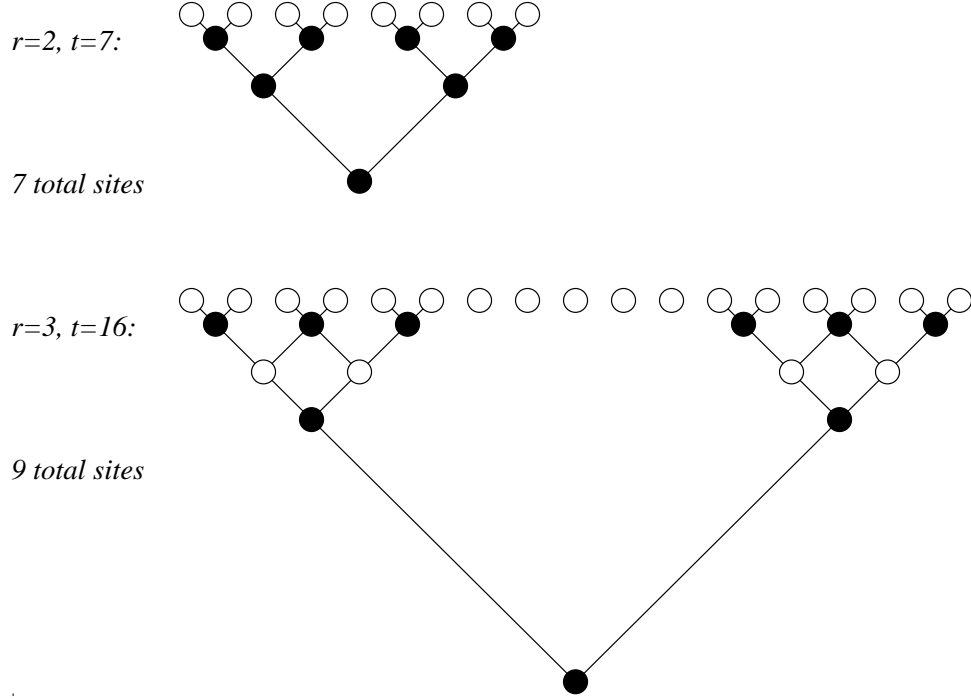 r=2, t=7:
7 total sites
r=3, t=16:
9 total sites